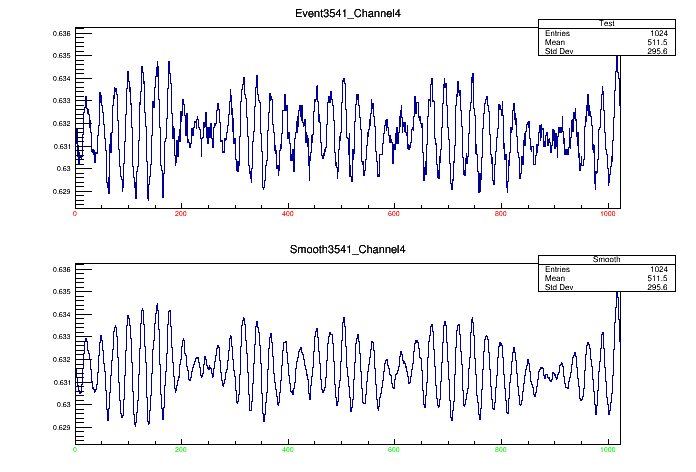 Event3541_Channel4
Test
Entries 1024
Mean 511.5
Std Dev 295.6
0.636
0.635
0.634
0.633
0.632
0.631
0.63
0.629
0 200 400 600 800 1000
Smooth3541_Channel4
Smooth
Entries 1024
Mean 511.5
Std Dev 295.6
0.636
0.635
0.634
0.633
0.632
0.631
0.63
0.629
0 200 400 600 800 1000